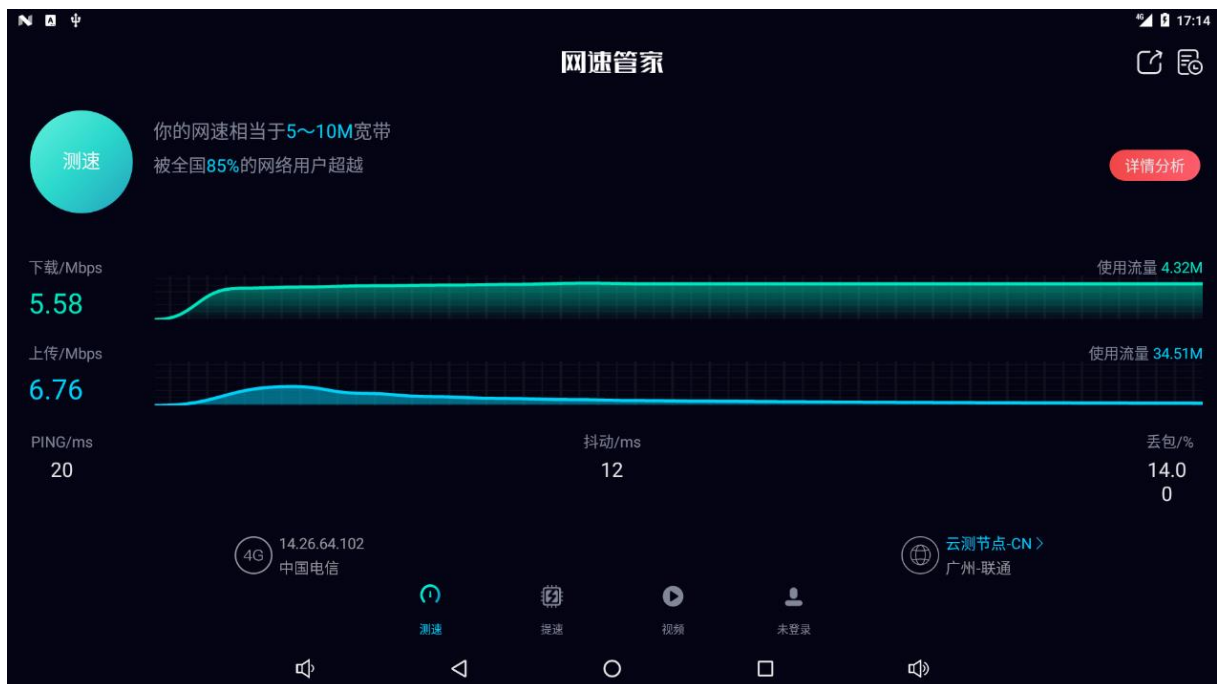 17:14
网速管家
测速
你的网速相当于5～10M宽带
被全国85%的网络用户超越
详情分析
下载/Mbps
使用流量 4.32M
5.58
上传/Mbps
使用流量 34.51M
6.76
PING/ms
抖动/ms
丢包/%
20
12
14.0
0
4G
14.26.64.102
中国电信
云测节点-CN >
广州-联通
测速
提速
视频
未登录